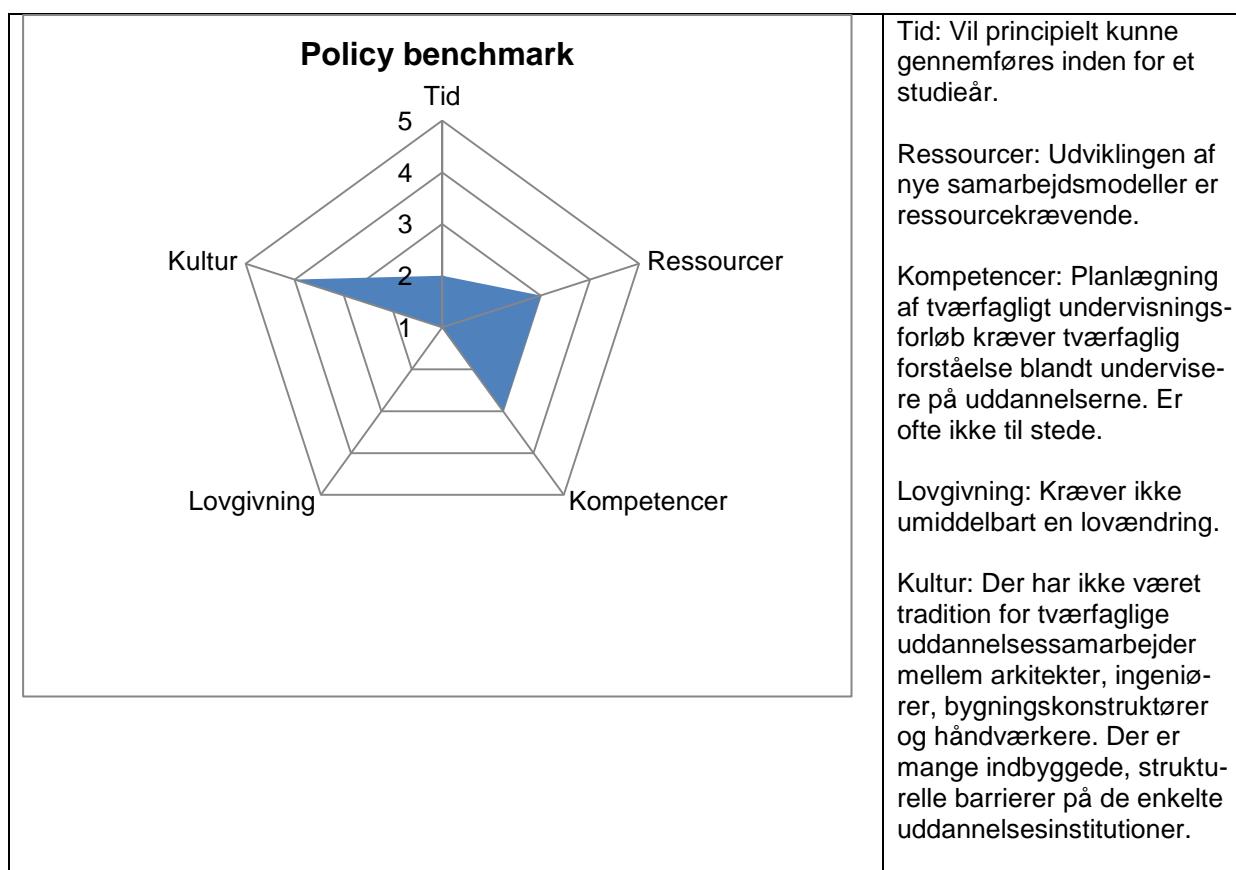 Policy benchmark
Tid
5
4
3
2
1
Kultur
Ressourcer
Lovgivning
Kompetencer
Tid: Vil principielt kunne
gennemføres inden for et
studieår.
Ressourcer: Udviklingen af
nye samarbejdsmodeller er
ressourcekrævende.
Kompetencer: Planlægning
af tværfagligt undervisnings-
forløb kræver tværfaglig
forståelse blandt undervise-
re på uddannelserne. Er
ofte ikke til stede.
Lovgivning: Kræver ikke
umiddelbart en lovændring.
Kultur: Der har ikke været
tradition for tværfaglige
uddannelsessamarbejder
mellem arkitekter, ingeniø-
rer, bygningskonstruktører
og håndværkere. Der er
mange indbyggede, struktu-
relle barrierer på de enkelte
uddannelsesinstitutioner.